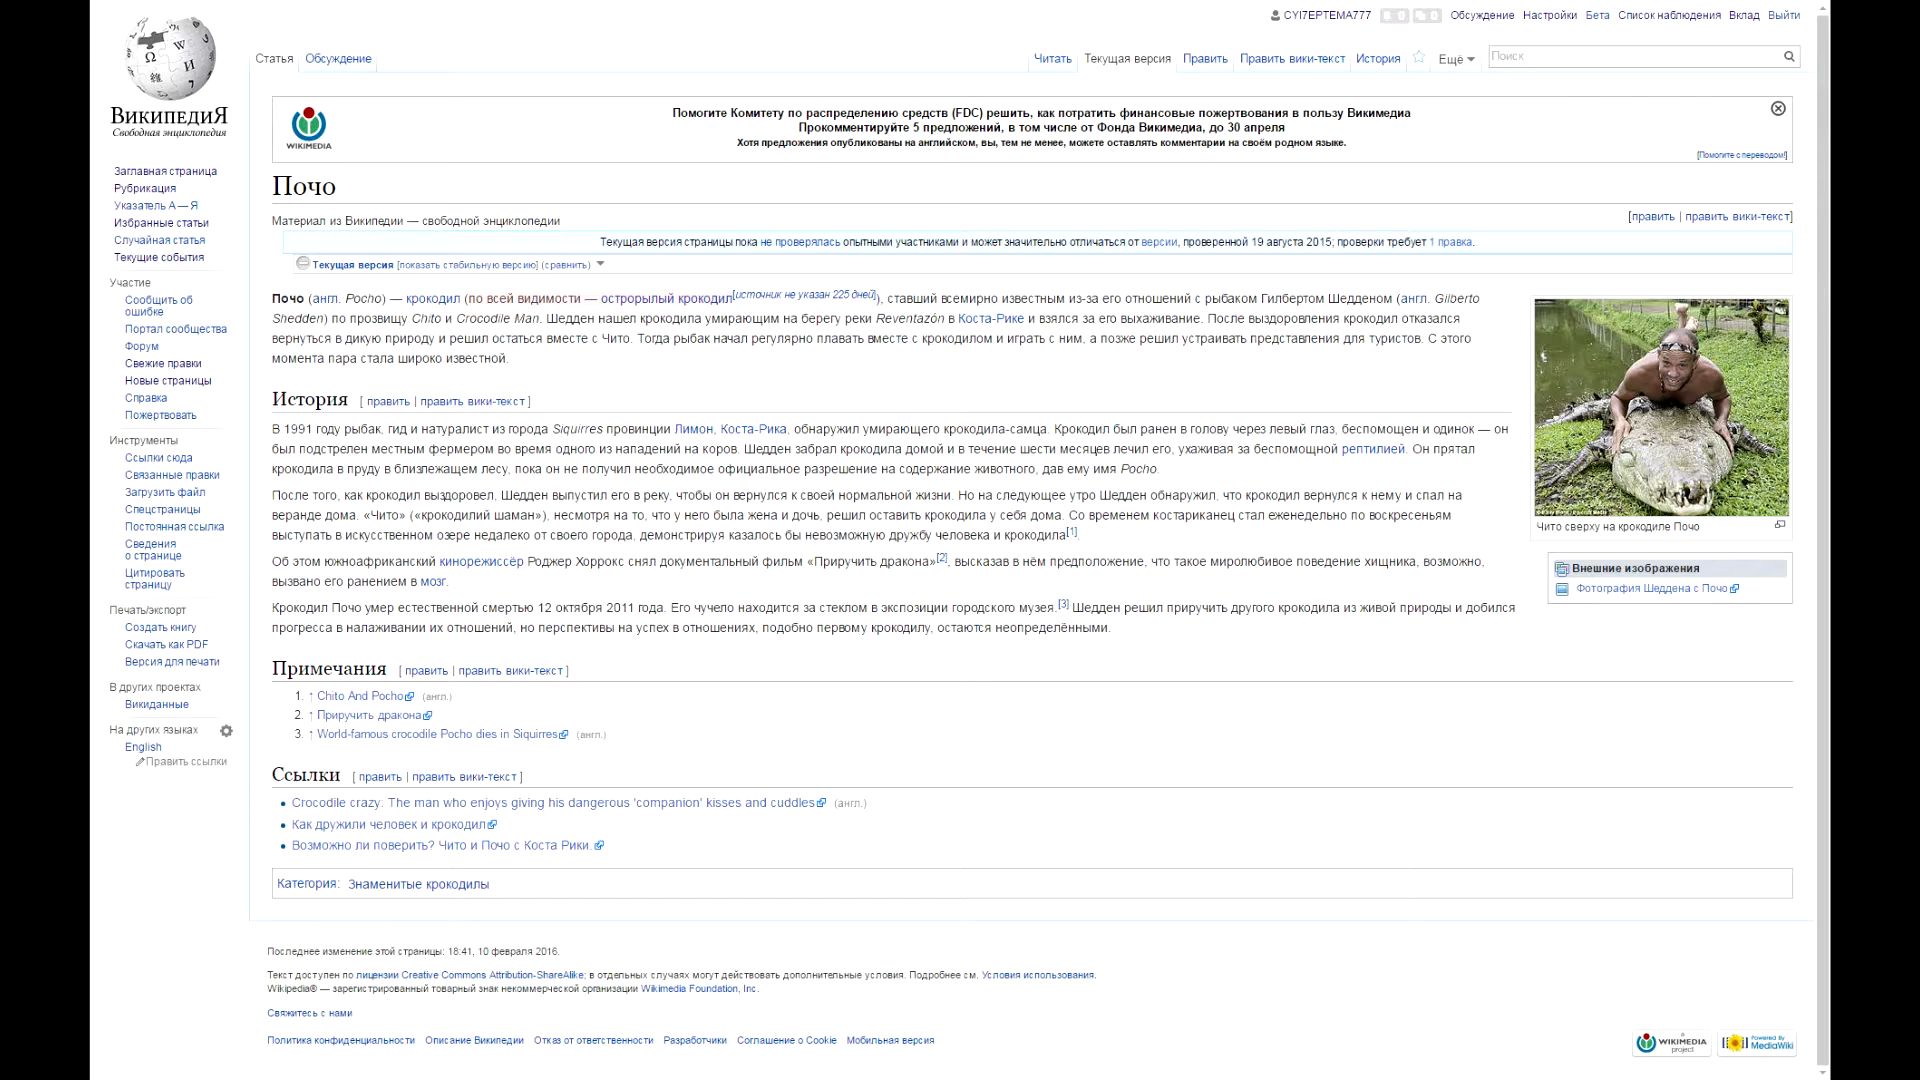 CYI7EPTEMA777 0 0 Обсуждение Настройки Бета Список наблюдения Вклад Выйти
Статья Обсуждение Читать Текущая версия Править Править вики-текст История Ещё Поиск
ВикипедиЯ
Свободная энциклопедия
Заглавная страница
Рубрикация
Указатель А — Я
Избранные статьи
Случайная статья
Текущие события
Участие
Сообщить об
ошибке
Портал сообщества
Форум
Свежие правки
Новые страницы
Справка
Пожертвовать
Инструменты
Ссылки сюда
Связанные правки
Загрузить файл
Спецстраницы
Постоянная ссылка
Сведения
о странице
Цитировать
страницу
Печать/экспорт
Создать книгу
Скачать как PDF
Версия для печати
В других проектах
Викиданные
На других языках
English
Править ссылки
WIKIMEDIA
Помогите Комитету по распределению средств (FDC) решить, как потратить финансовые пожертвования в пользу Викимедиа
Прокомментируйте 5 предложений, в том числе от Фонда Викимедиа, до 30 апреля
Хотя предложения опубликованы на английском, вы, тем не менее, можете оставлять комментарии на своём родном языке.
[Помогите с переводом!]
Почо
Материал из Википедии — свободной энциклопедии [править | править вики-текст]
Текущая версия страницы пока не проверялась опытными участниками и может значительно отличаться от версии, проверенной 19 августа 2015; проверки требует 1 правка.
Текущая версия [показать стабильную версию] (сравнить)
Почо (англ. Pocho) — крокодил (по всей видимости — острорылый крокодил[источник не указан 225 дней]), ставший всемирно известным из-за его отношений с рыбаком Гилбертом Шедденом (англ. Gilberto
Shedden) по прозвищу Chito и Crocodile Man. Шедден нашел крокодила умирающим на берегу реки Reventazón в Коста-Рике и взялся за его выхаживание. После выздоровления крокодил отказался
вернуться в дикую природу и решил остаться вместе с Чито. Тогда рыбак начал регулярно плавать вместе с крокодилом и играть с ним, а позже решил устраивать представления для туристов. С этого
момента пара стала широко известной.
История [ править | править вики-текст ]
В 1991 году рыбак, гид и натуралист из города Siquirres провинции Лимон, Коста-Рика, обнаружил умирающего крокодила-самца. Крокодил был ранен в голову через левый глаз, беспомощен и одинок — он
был подстрелен местным фермером во время одного из нападений на коров. Шедден забрал крокодила домой и в течение шести месяцев лечил его, ухаживая за беспомощной рептилией. Он прятал
крокодила в пруду в близлежащем лесу, пока он не получил необходимое официальное разрешение на содержание животного, дав ему имя Pocho.
После того, как крокодил выздоровел, Шедден выпустил его в реку, чтобы он вернулся к своей нормальной жизни. Но на следующее утро Шедден обнаружил, что крокодил вернулся к нему и спал на
веранде дома. «Чито» («крокодилий шаман»), несмотря на то, что у него была жена и дочь, решил оставить крокодила у себя дома. Со временем костариканец стал еженедельно по воскресеньям
выступать в искусственном озере недалеко от своего города, демонстрируя казалось бы невозможную дружбу человека и крокодила[1].
Об этом южноафриканский кинорежиссёр Роджер Хоррокс снял документальный фильм «Приручить дракона»[2], высказав в нём предположение, что такое миролюбивое поведение хищника, возможно,
вызвано его ранением в мозг.
Крокодил Почо умер естественной смертью 12 октября 2011 года. Его чучело находится за стеклом в экспозиции городского музея.[3] Шедден решил приручить другого крокодила из живой природы и добился
прогресса в налаживании их отношений, но перспективы на успех в отношениях, подобно первому крокодилу, остаются неопределёнными.
Чито сверху на крокодиле Почо
Внешние изображения
Фотография Шеддена с Почо
Примечания [ править | править вики-текст ]
1. ↑ Chito And Pocho (англ.)
2. ↑ Приручить дракона
3. ↑ World-famous crocodile Pocho dies in Siquirres (англ.)
Ссылки [ править | править вики-текст ]
• Crocodile crazy: The man who enjoys giving his dangerous 'companion' kisses and cuddles (англ.)
• Как дружили человек и крокодил
• Возможно ли поверить? Чито и Почо с Коста Рики.
Категория: Знаменитые крокодилы
Последнее изменение этой страницы: 18:41, 10 февраля 2016.
Текст доступен по лицензии Creative Commons Attribution-ShareAlike; в отдельных случаях могут действовать дополнительные условия. Подробнее см. Условия использования.
Wikipedia® — зарегистрированный товарный знак некоммерческой организации Wikimedia Foundation, Inc.
Свяжитесь с нами
Политика конфиденциальности Описание Википедии Отказ от ответственности Разработчики Соглашение о Cookie Мобильная версия
A WIKIMEDIA project Powered By MediaWiki